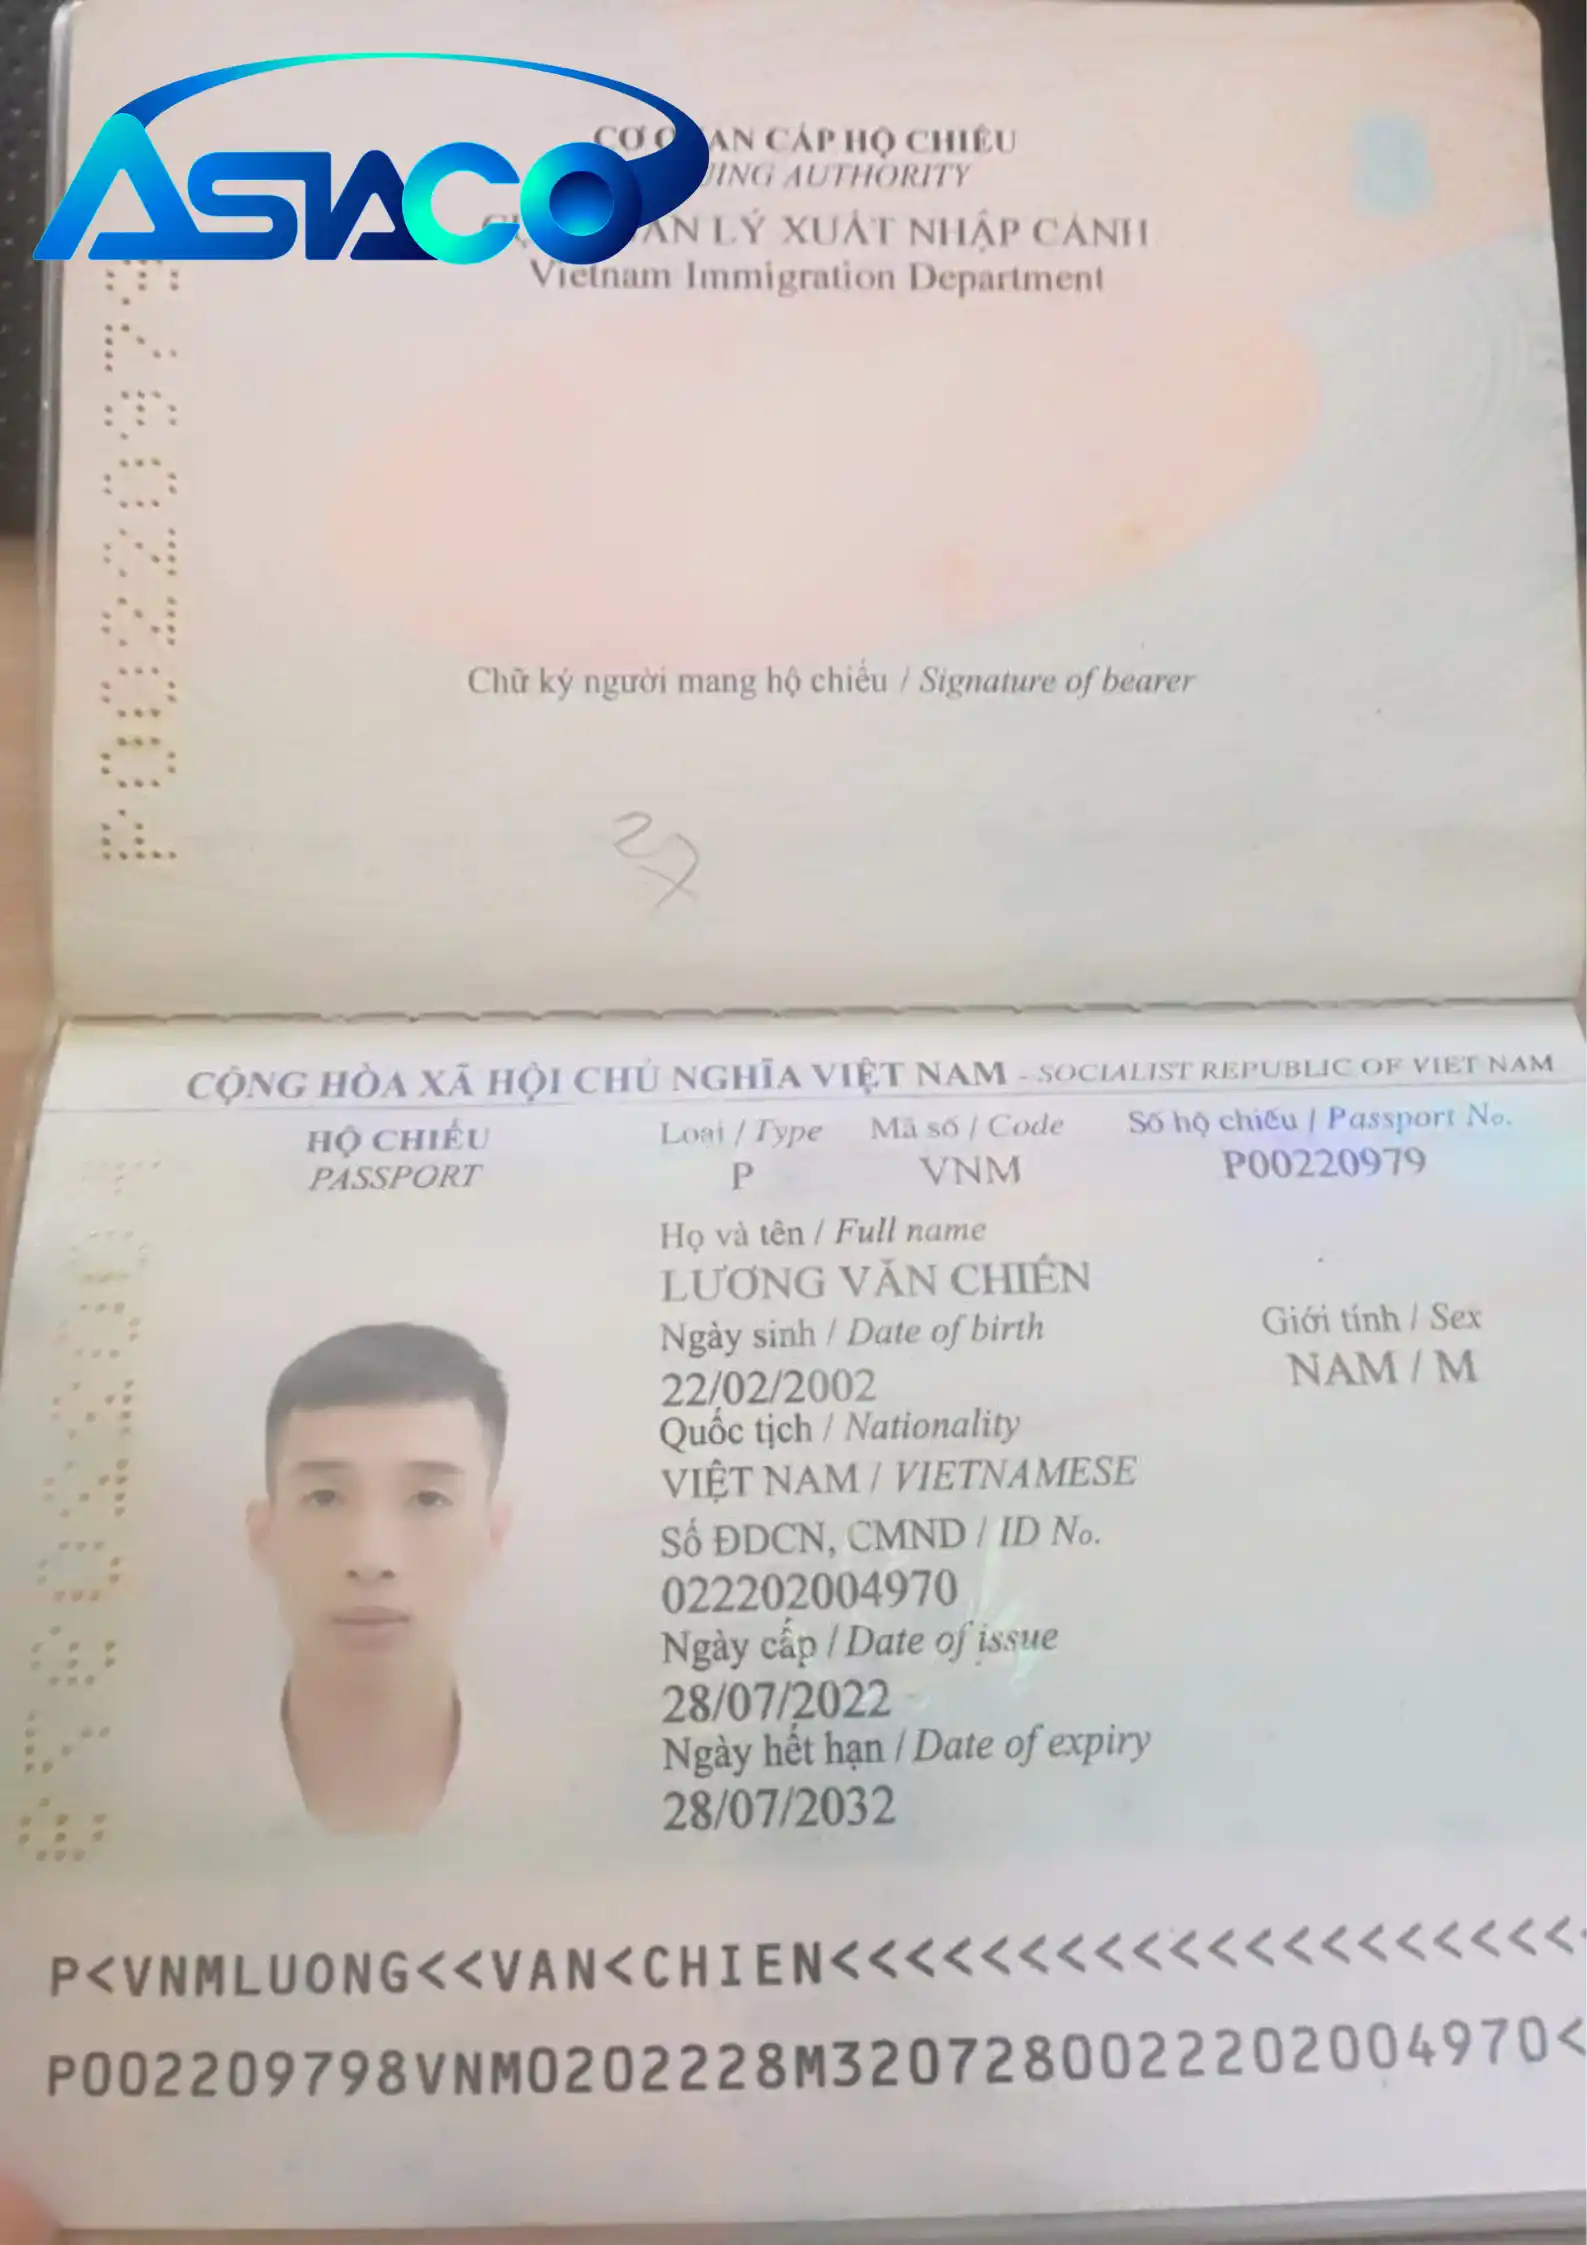 ASIACO
CƠ QUAN CẤP HỘ CHIẾU
AUTHORITY
LÝ XUẤT NHẬP CẢNH
Vietnam Immigration Department
Chữ ký người mang hộ chiếu / Signature of bearer
CỘNG HÒA XÃ HỘI CHỦ NGHĨA VIỆT NAM - SOCIALIST REPUBLIC OF VIET NAM
HỘ CHIẾU
PASSPORT
Loại / Type
P
Mã số / Code
VNM
Số hộ chiếu / Passport No.
P00220979
Họ và tên / Full name
LƯƠNG VĂN CHIẾN
Ngày sinh / Date of birth
22/02/2002
Giới tính / Sex
NAM / M
Quốc tịch / Nationality
VIỆT NAM / VIETNAMESE
Số ĐDCN, CMND / ID No.
022202004970
Ngày cấp / Date of issue
28/07/2022
Ngày hết hạn / Date of expiry
28/07/2032
P<VNMLUONG<<VAN<CHIEN<<<<<<<<<<<<<<<<<<<<
P002209798VNM0202228M3207280022202004970<